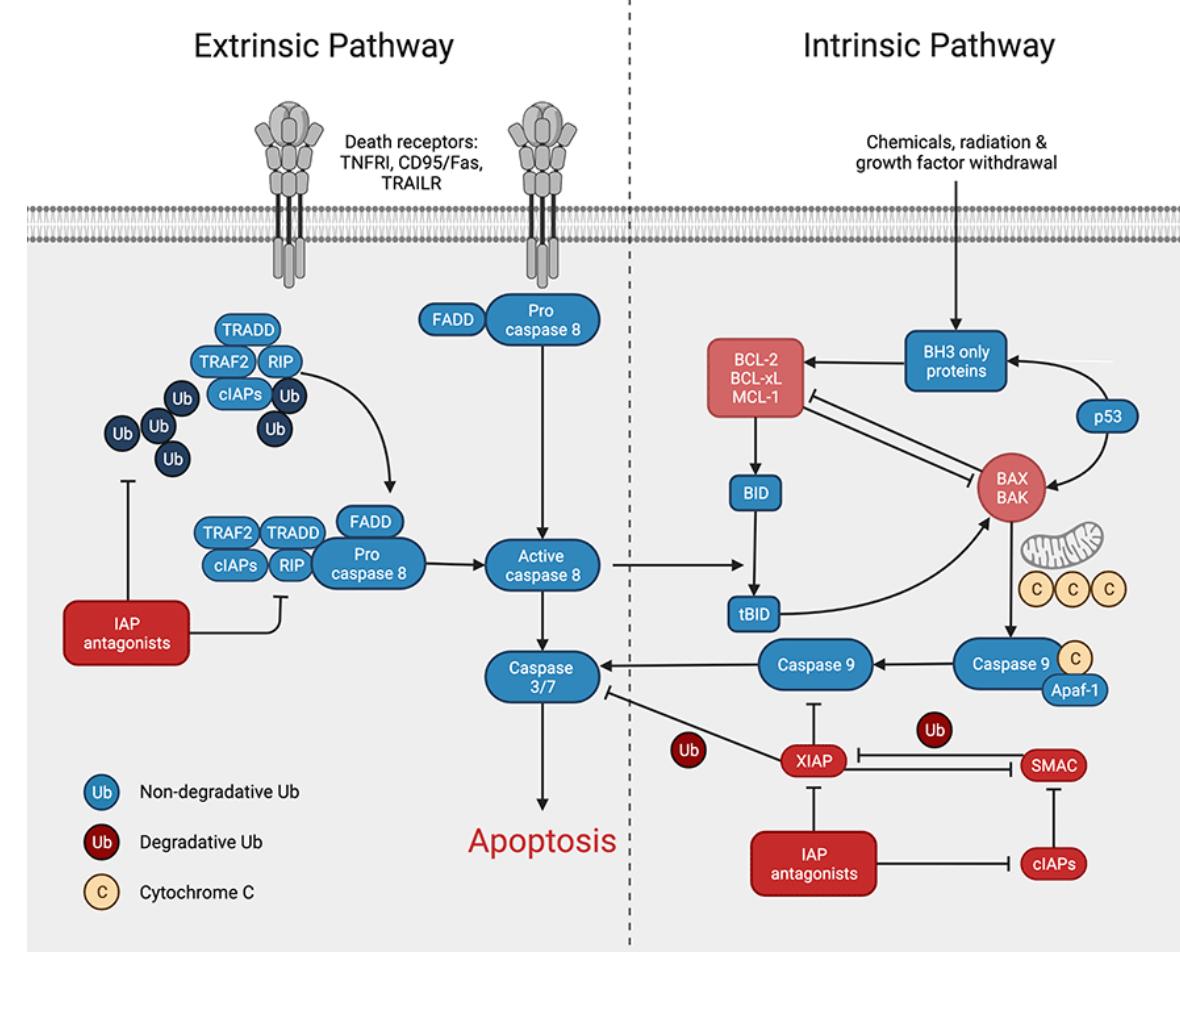 Extrinsic Pathway
Intrinsic Pathway
Death receptors:
TNFRI, CD95/Fas,
TRAILR
Chemicals, radiation &
growth factor withdrawal
FADD
Pro
caspase 8
TRADD
TRAF2
RIP
cIAPs
Ub
Ub
Ub
Ub
Ub
Ub
BCL-2
BCL-xL
MCL-1
BH3 only
proteins
p53
BAX
BAK
BID
TRAF2
TRADD
FADD
cIAPs
RIP
Pro
caspase 8
Active
caspase 8
tBID
C
C
C
IAP
antagonists
Caspase
3/7
Caspase 9
Caspase 9
C
Apaf-1
Ub
Ub
XIAP
SMAC
IAP
antagonists
cIAPs
Apoptosis
Ub
Non-degradative Ub
Ub
Degradative Ub
C
Cytochrome C